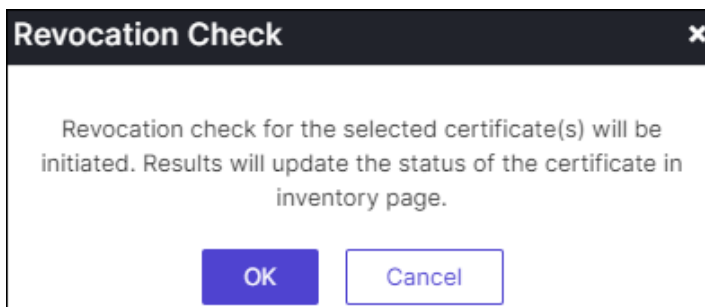 Revocation Check
Revocation check for the selected certificate(s) will be
initiated. Results will update the status of the certificate in
inventory page.
OK
Cancel